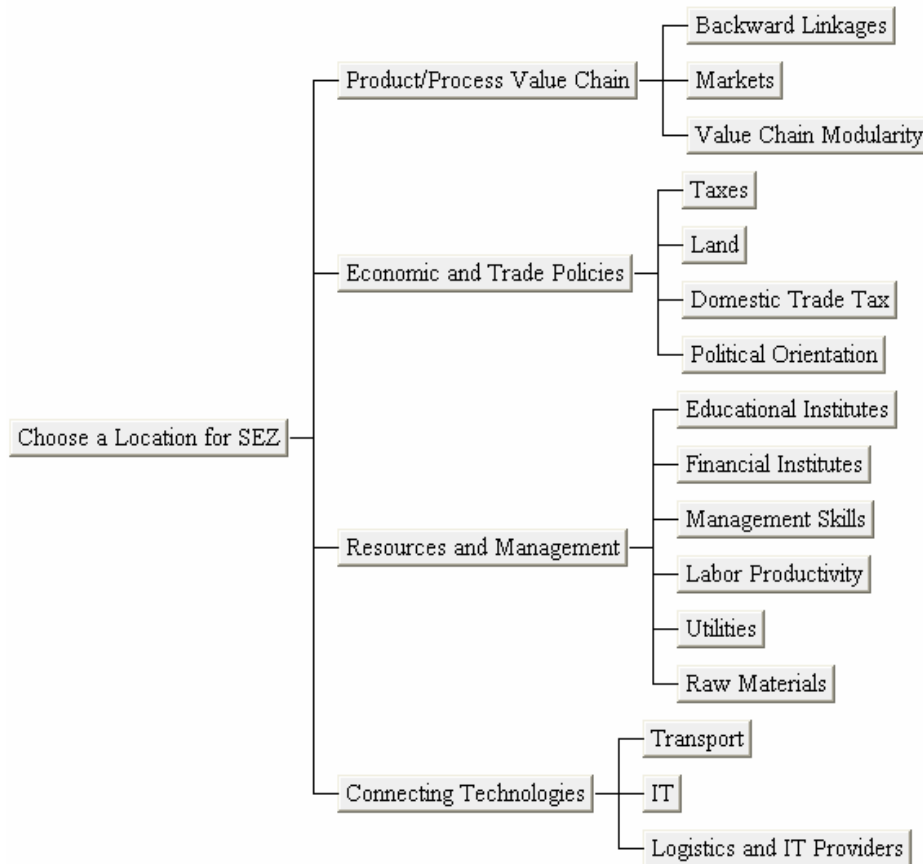 Choose a Location for SEZ
Product/Process Value Chain
Backward Linkages
Markets
Value Chain Modularity
Economic and Trade Policies
Taxes
Land
Domestic Trade Tax
Political Orientation
Resources and Management
Educational Institutes
Financial Institutes
Management Skills
Labor Productivity
Utilities
Raw Materials
Connecting Technologies
Transport
IT
Logistics and IT Providers